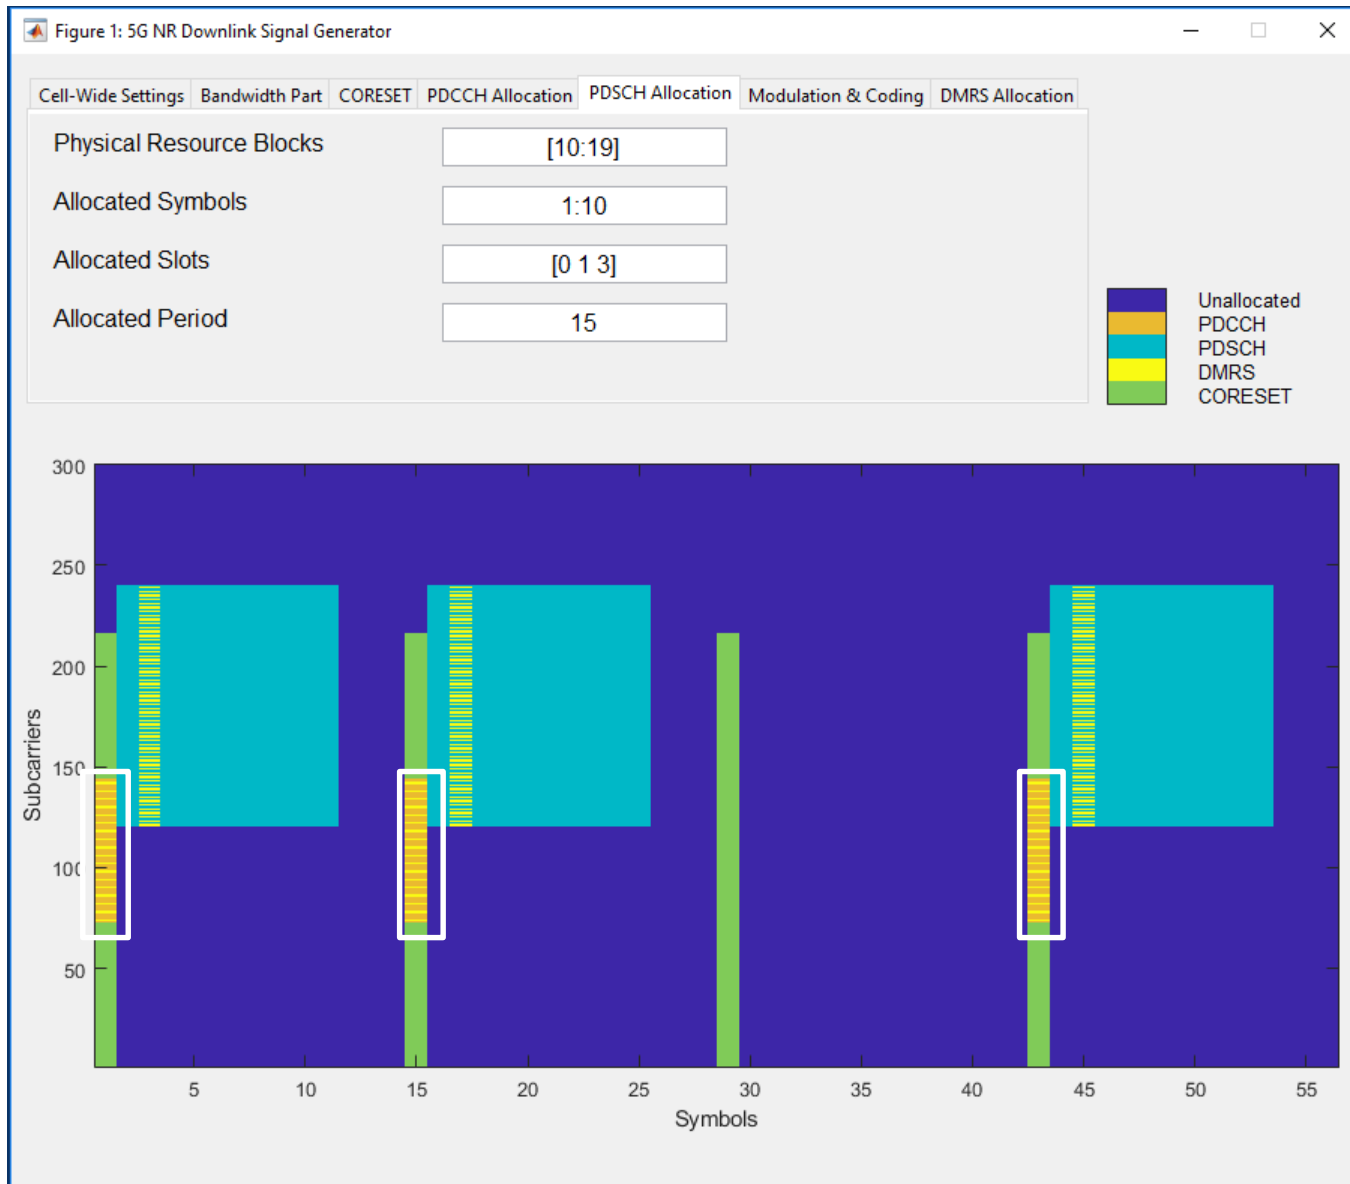 Figure 1: 5G NR Downlink Signal Generator
Cell-Wide Settings Bandwidth Part CORESET PDCCH Allocation PDSCH Allocation Modulation & Coding DMRS Allocation
Physical Resource Blocks [10:19]
Allocated Symbols 1:10
Allocated Slots [0 1 3]
Allocated Period 15
Unallocated
PDCCH
PDSCH
DMRS
CORESET
300
250
200
150
100
50
Subcarriers
5 10 15 20 25 30 35 40 45 50 55
Symbols